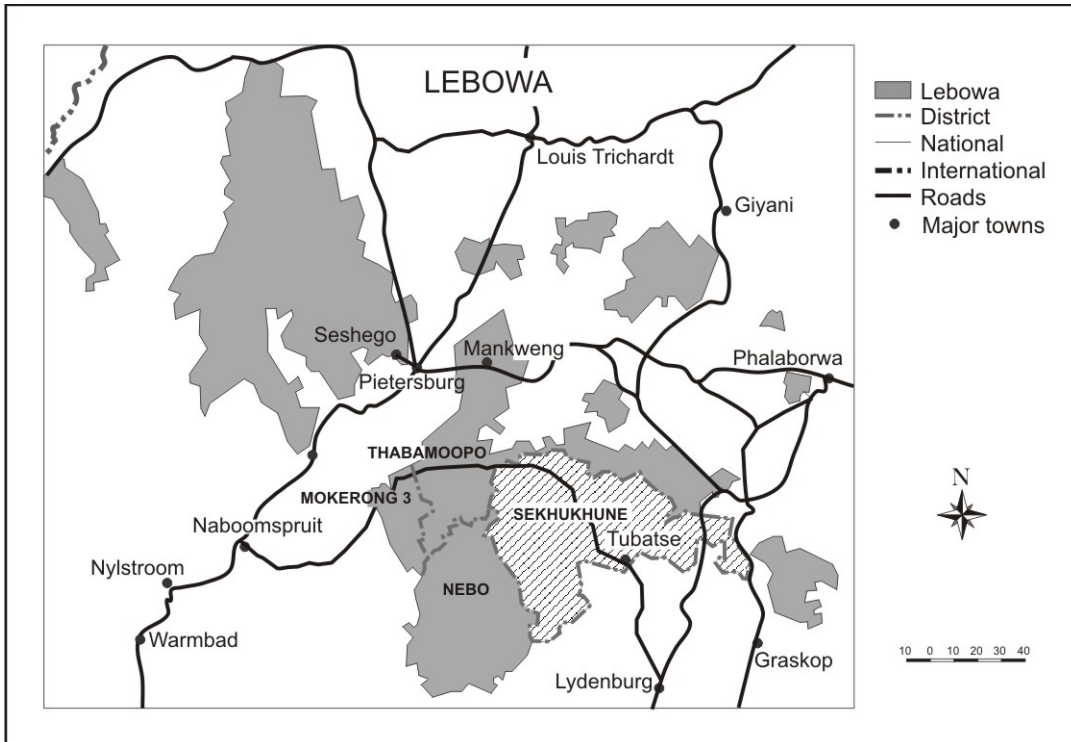 LEBOWA
Louis Trichardt
Giyani
Seshego
Pietersburg
Mankweng
Phalaborwa
THABAMOOPO
MOKERONG 3
SEKHUKHUNE
Naboomspruit
Tubatse
Nylstroom
NEBO
Warmbad
Graskop
Lydenburg
Lebowa
District
National
International
Roads
Major towns
N
10 0 10 20 30 40